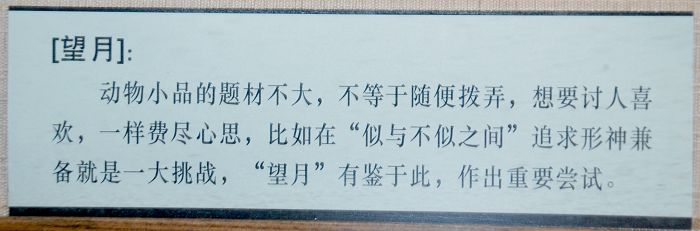 [望月]：
动物小品的题材不大，不等于随便拨弄，想要讨人喜
欢，一样费尽心思，比如在“似与不似之间”追求形神兼
备就是一大挑战，“望月”有鉴于此，作出重要尝试。